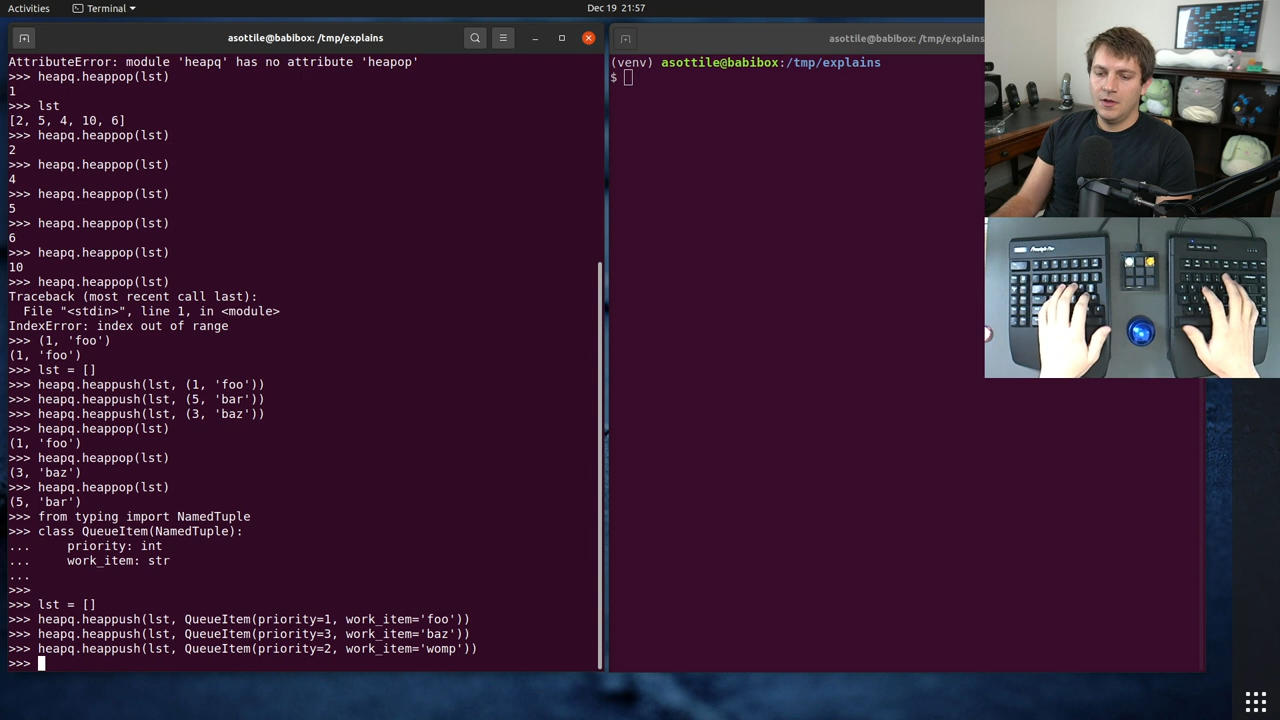 Activities
Terminal
Dec 19 21:57
asottile@babibox: /tmp/explains
AttributeError: module 'heapq' has no attribute 'heapop'
>>> heapq.heappop(lst)
1
>>> lst
[2, 5, 4, 10, 6]
>>> heapq.heappop(lst)
2
>>> heapq.heappop(lst)
4
>>> heapq.heappop(lst)
5
>>> heapq.heappop(lst)
6
>>> heapq.heappop(lst)
10
>>> heapq.heappop(lst)
Traceback (most recent call last):
  File "<stdin>", line 1, in <module>
IndexError: index out of range
>>> (1, 'foo')
(1, 'foo')
>>> lst = []
>>> heapq.heappush(lst, (1, 'foo'))
>>> heapq.heappush(lst, (5, 'bar'))
>>> heapq.heappush(lst, (3, 'baz'))
>>> heapq.heappop(lst)
(1, 'foo')
>>> heapq.heappop(lst)
(3, 'baz')
>>> heapq.heappop(lst)
(5, 'bar')
>>> from typing import NamedTuple
>>> class QueueItem(NamedTuple):
...     priority: int
...     work_item: str
...
>>>
>>> lst = []
>>> heapq.heappush(lst, QueueItem(priority=1, work_item='foo'))
>>> heapq.heappush(lst, QueueItem(priority=3, work_item='baz'))
>>> heapq.heappush(lst, QueueItem(priority=2, work_item='womp'))
>>>
asottile@babibox: /tmp/explains
(venv) asottile@babibox:/tmp/explains
$